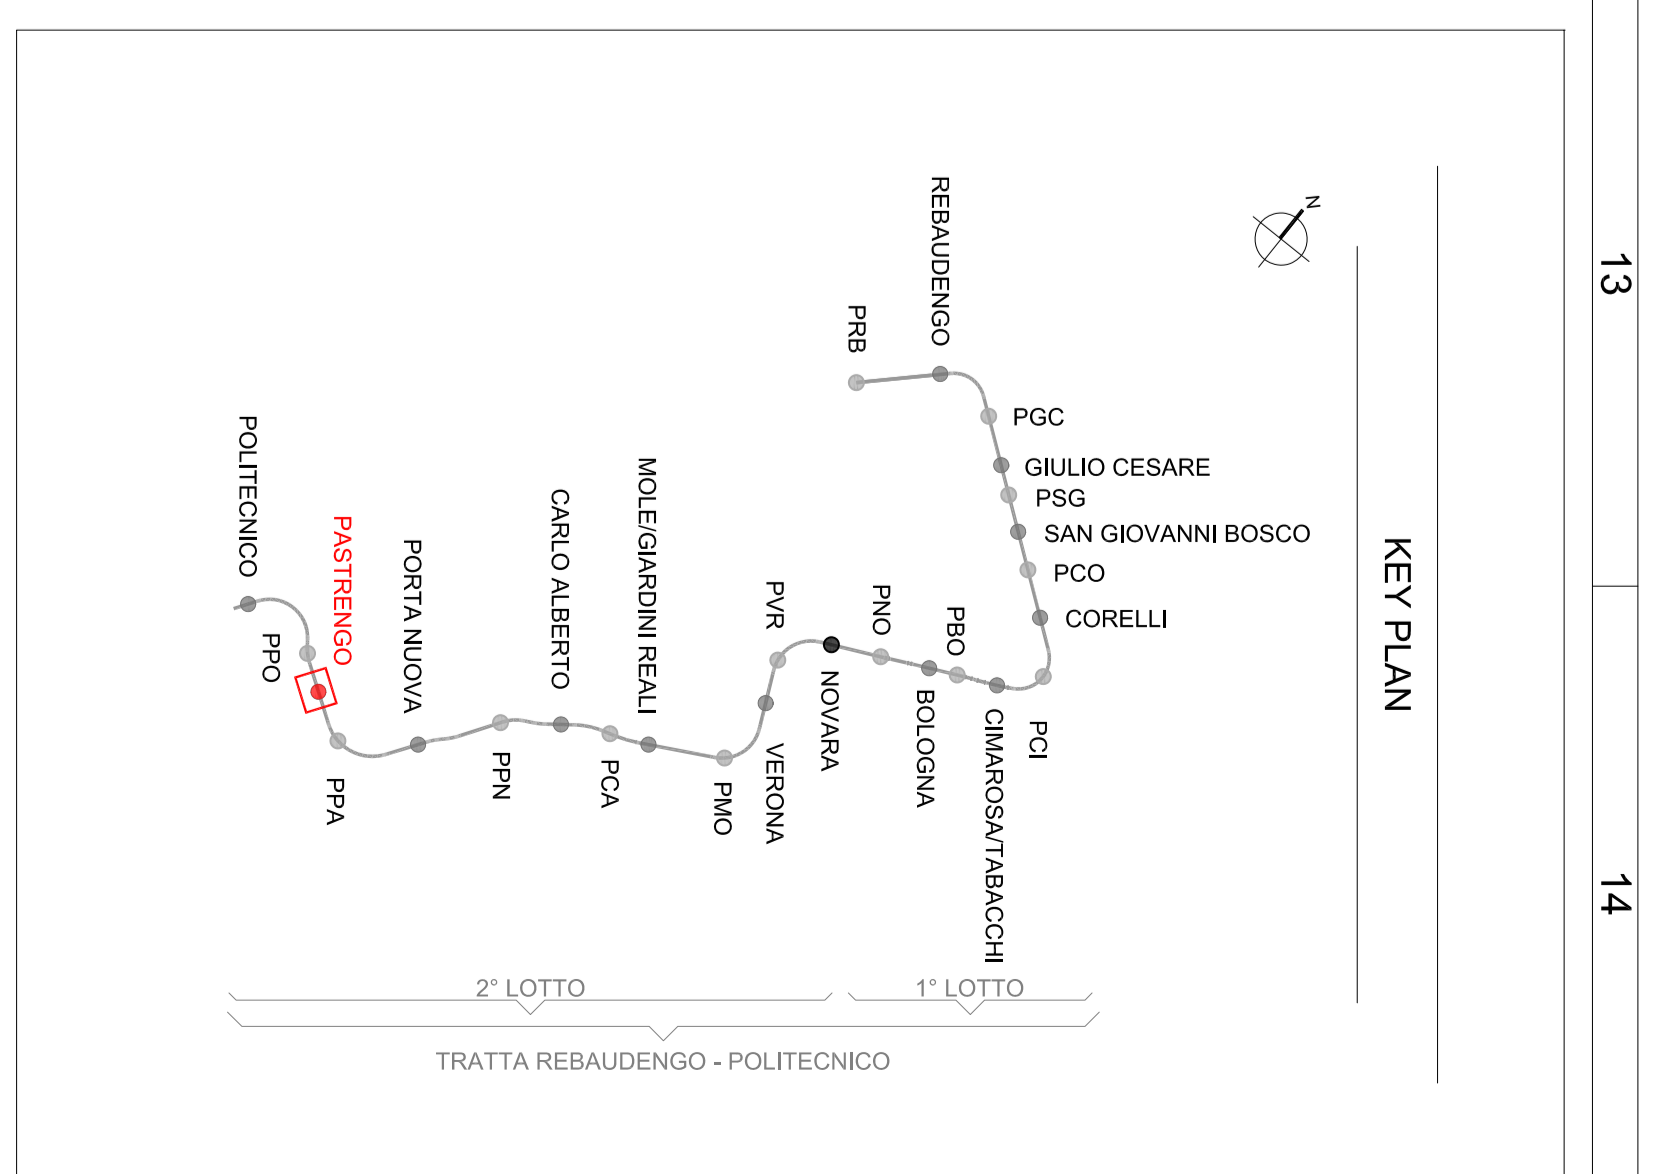 KEY PLAN
N
13
14
REBAUDENGO
PRB
PGC
GIULIO CESARE
PSG
SAN GIOVANNI BOSCO
PCO
CORELLI
PCI
CIMAROSA/TABACCHI
PBO
BOLOGNA
PNO
NOVARA
PVR
VERONA
PMO
MOLE/GIARDINI REALI
PCA
CARLO ALBERTO
PPN
PORTA NUOVA
PPA
PASTRENGO
PPO
POLITECNICO
2° LOTTO
1° LOTTO
TRATTA REBAUDENGO - POLITECNICO